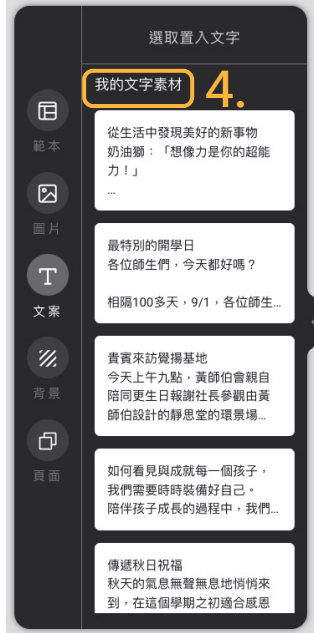 選取置入文字
我的文字素材
4.
範本
圖片
文案
背景
頁面
從生活中發現美好的新事物
奶油獅：「想像力是你的超能
力！」
...
最特別的開學日
各位師生們，今天都好嗎？
相隔100多天，9/1，各位師生...
貴賓來訪覺揚基地
今天上午九點，黃師伯會親自
陪同更生日報謝社長參觀由黃
師伯設計的靜思堂的環景場...
如何看見與成就每一個孩子，
我們需要時時裝備好自己。
陪伴孩子成長的過程中，我們...
傳遞秋日祝福
秋天的氣息無聲無息地悄悄來
到，在這個學期之初適合感恩